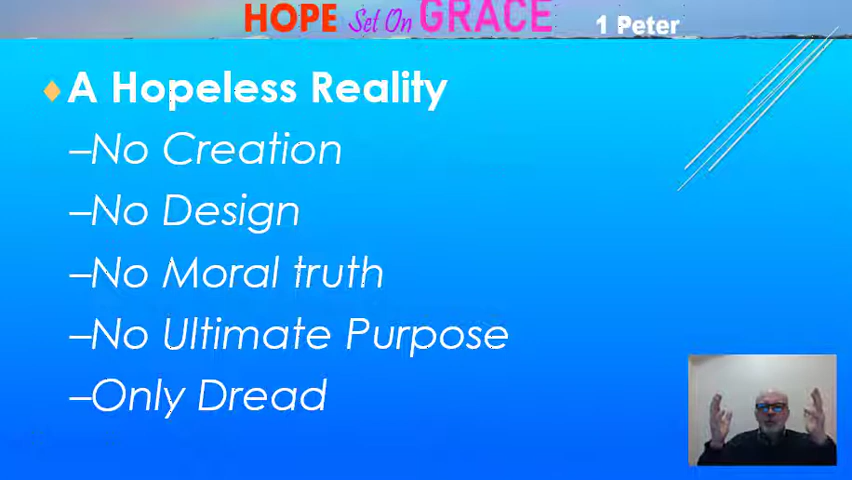 HOPE Set On GRACE 1 Peter
A Hopeless Reality
–No Creation
–No Design
–No Moral truth
–No Ultimate Purpose
–Only Dread